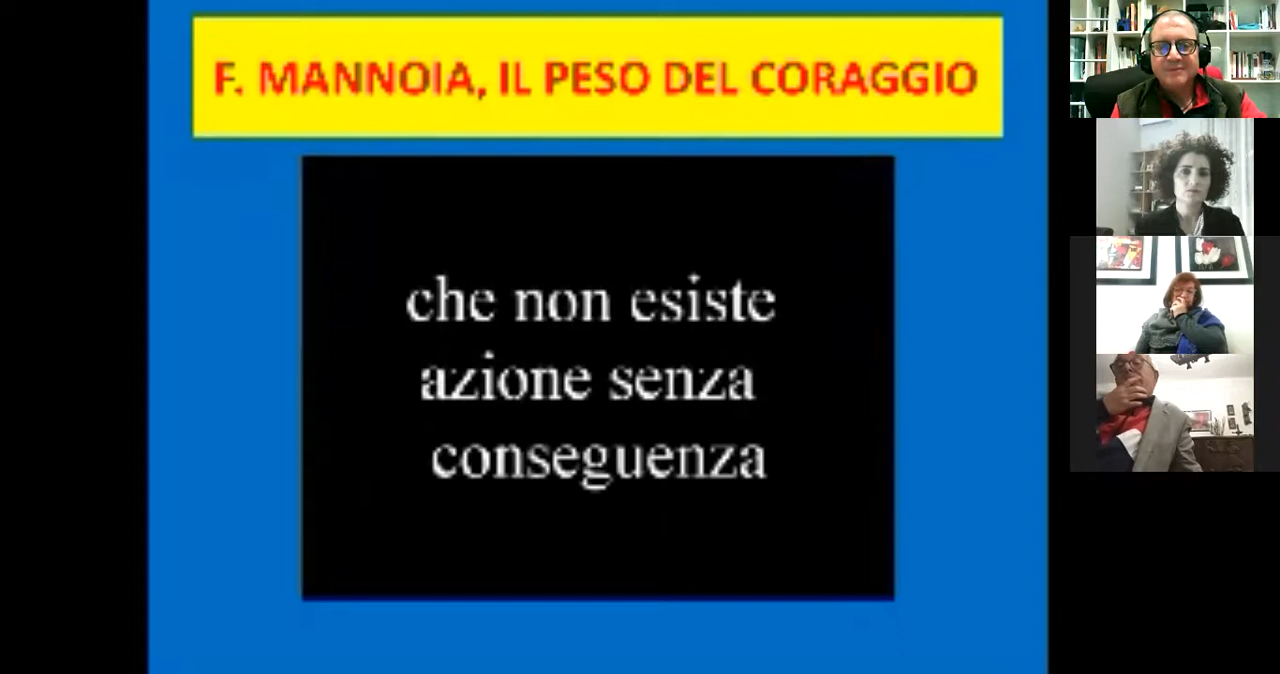 F. MANNOIA, IL PESO DEL CORAGGIO
che non esiste
azione senza
conseguenza